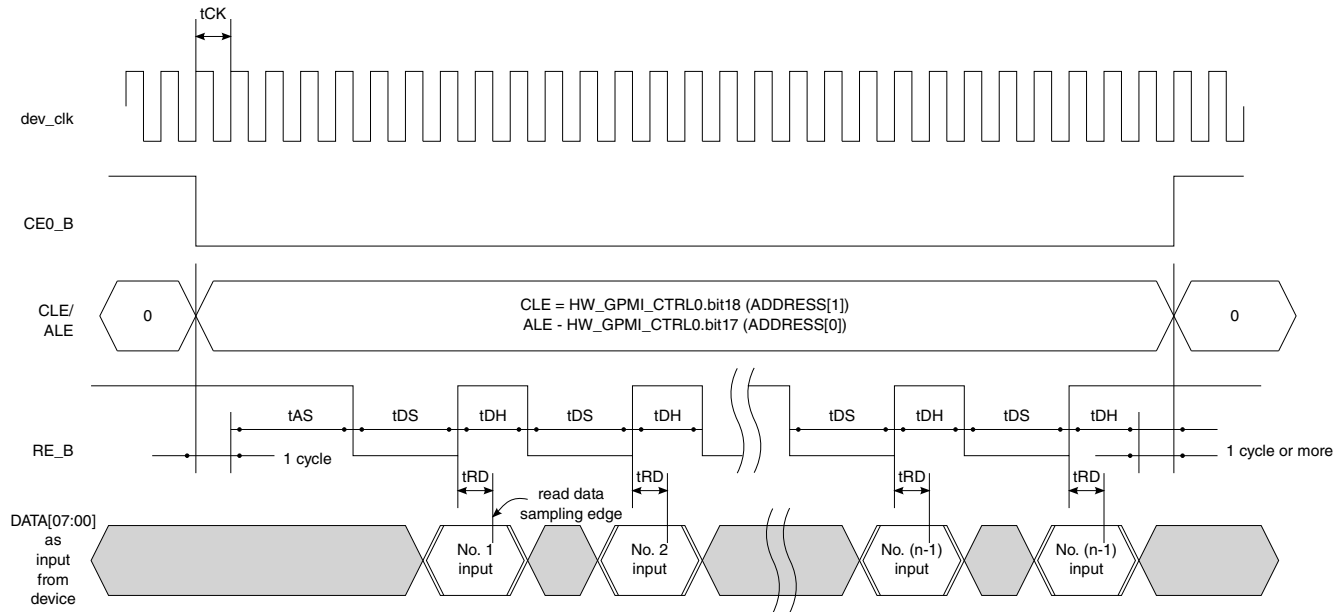 tCK
dev_clk
CE0_B
CLE/
ALE
0
CLE = HW_GPMI_CTRL0.bit18 (ADDRESS[1])
ALE - HW_GPMI_CTRL0.bit17 (ADDRESS[0])
0
RE_B
tAS
tDS
tDH
tDS
tDH
tDS
tDH
tDS
tDH
1 cycle
1 cycle or more
tRD
tRD
tRD
tRD
read data
sampling edge
DATA[07:00]
as
input
from
device
No. 1
input
No. 2
input
No. (n-1)
input
No. (n-1)
input